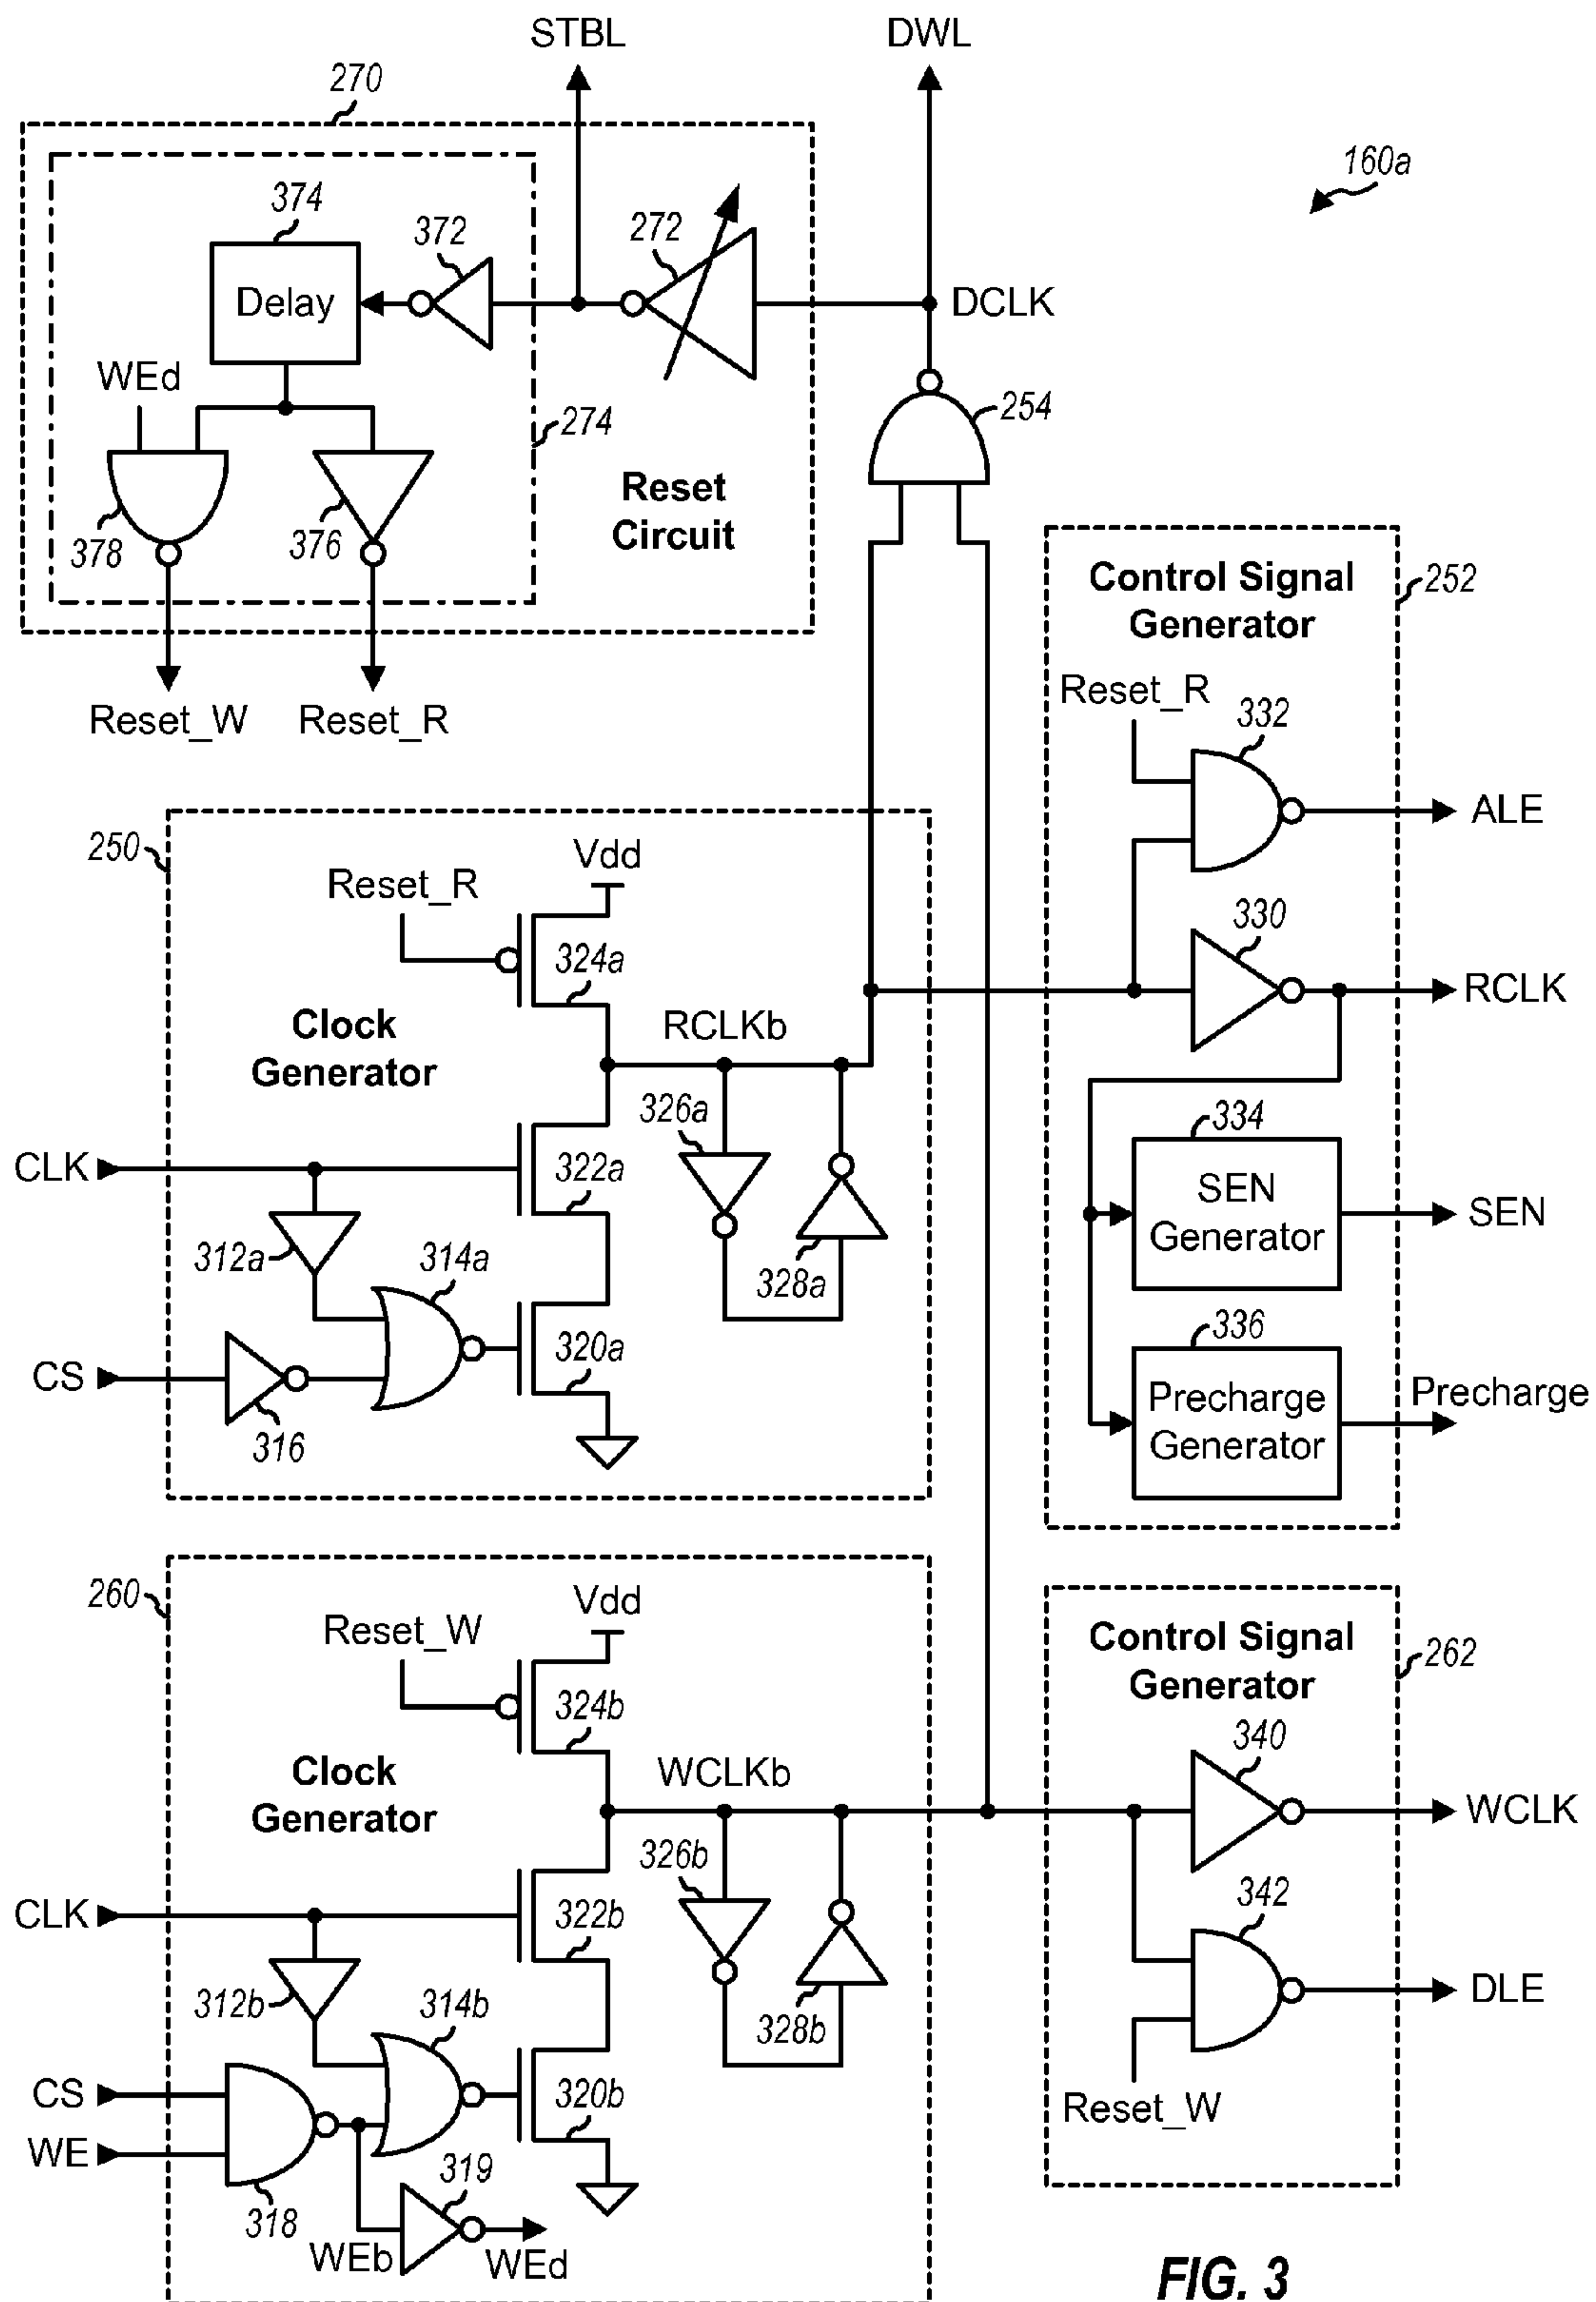 STBL
DWL
270
160a
374
372
272
Delay
DCLK
WEd
254
274
Reset
Circuit
378
376
Control Signal
Generator
252
Reset_R
332
Reset_W
Reset_R
ALE
250
Vdd
Reset_R
330
324a
RCLK
Clock
Generator
RCLKb
326a
334
CLK
322a
SEN
Generator
SEN
312a
314a
328a
336
320a
CS
Precharge
Generator
Precharge
316
260
Vdd
Reset_W
Control Signal
Generator
262
324b
340
Clock
Generator
WCLKb
WCLK
326b
342
CLK
322b
312b
314b
328b
DLE
CS
320b
Reset_W
WE
319
318
WEb
WEd
FIG. 3